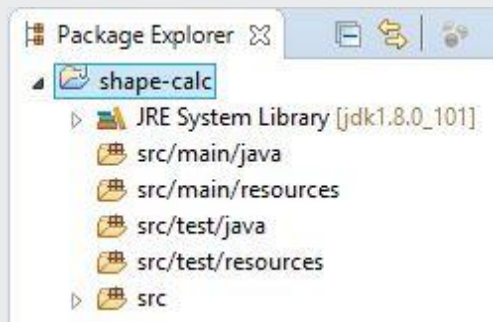 Package Explorer
shape-calc
JRE System Library [jdk1.8.0_101]
src/main/java
src/main/resources
src/test/java
src/test/resources
src